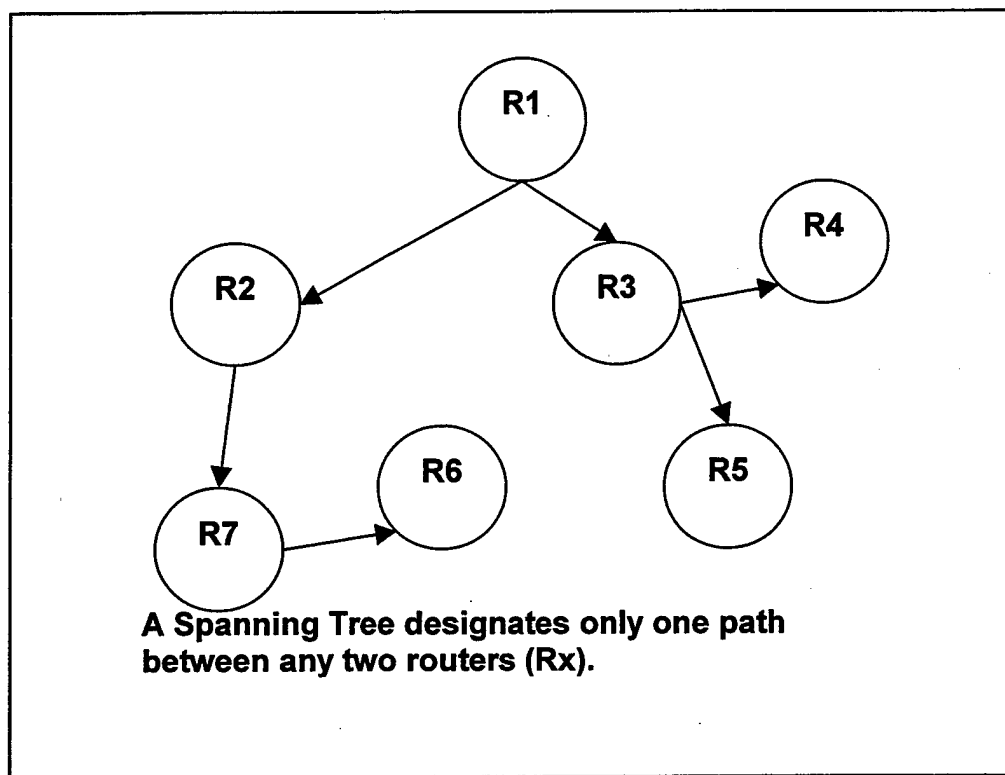 R1
R4
R2
R3
R6
R5
R7
A Spanning Tree designates only one path
between any two routers (Rx).